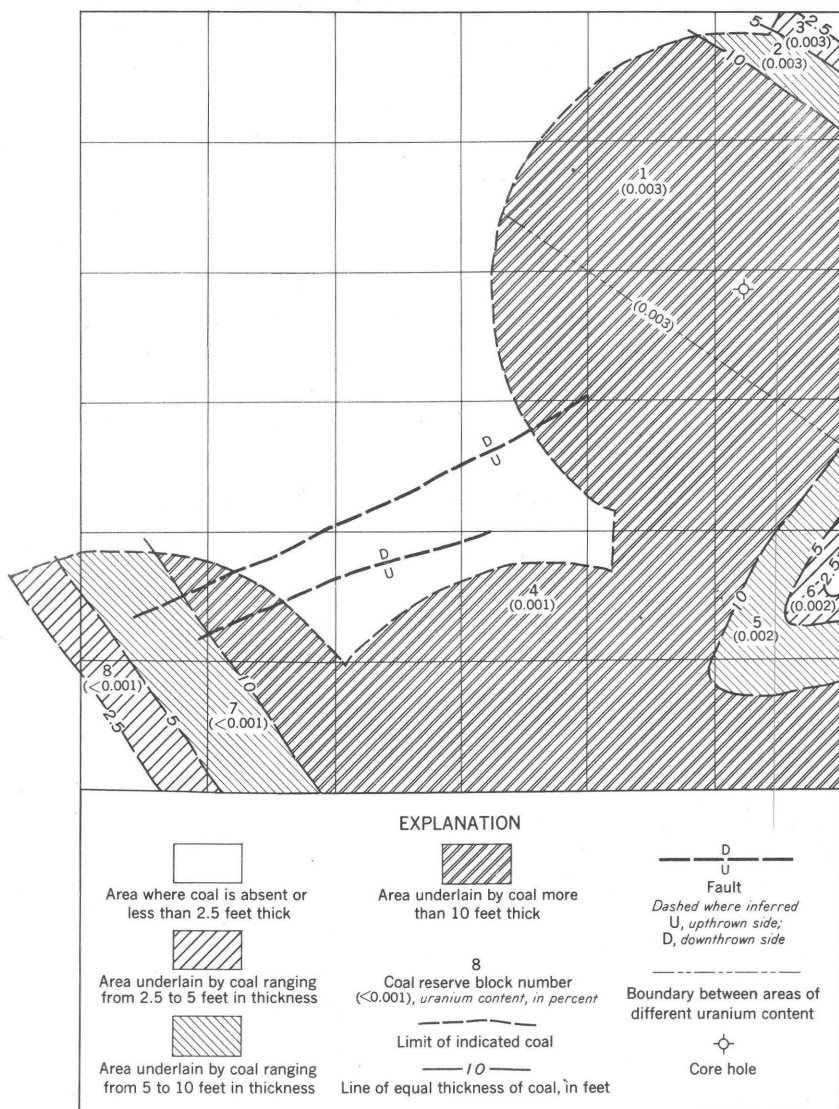 5
2.5
3
(0.003)
2
(0.003)
10
1
(0.003)
(0.003)
D
U
D
U
4
(0.001)
5
2.5
6
(0.002)
10
5
(0.002)
8
(<0.001)
2.5
5
7
(<0.001)
10
EXPLANATION
Area where coal is absent or
less than 2.5 feet thick
Area underlain by coal ranging
from 2.5 to 5 feet in thickness
Area underlain by coal ranging
from 5 to 10 feet in thickness
Area underlain by coal more
than 10 feet thick
8
Coal reserve block number
(<0.001), uranium content, in percent
Limit of indicated coal
10
Line of equal thickness of coal, in feet
D
U
Fault
Dashed where inferred
U, upthrown side;
D, downthrown side
Boundary between areas of
different uranium content
Core hole